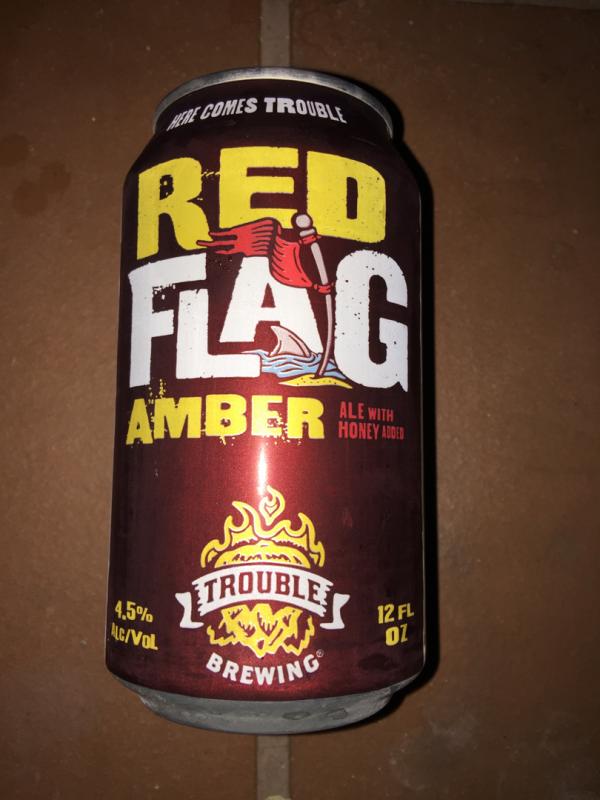 HERE COMES TROUBLE
RED
FLAG
AMBER
ALE WITH
HONEY ADDED
TROUBLE
BREWING®
4.5%
ALC/VOL
12 FL
OZ